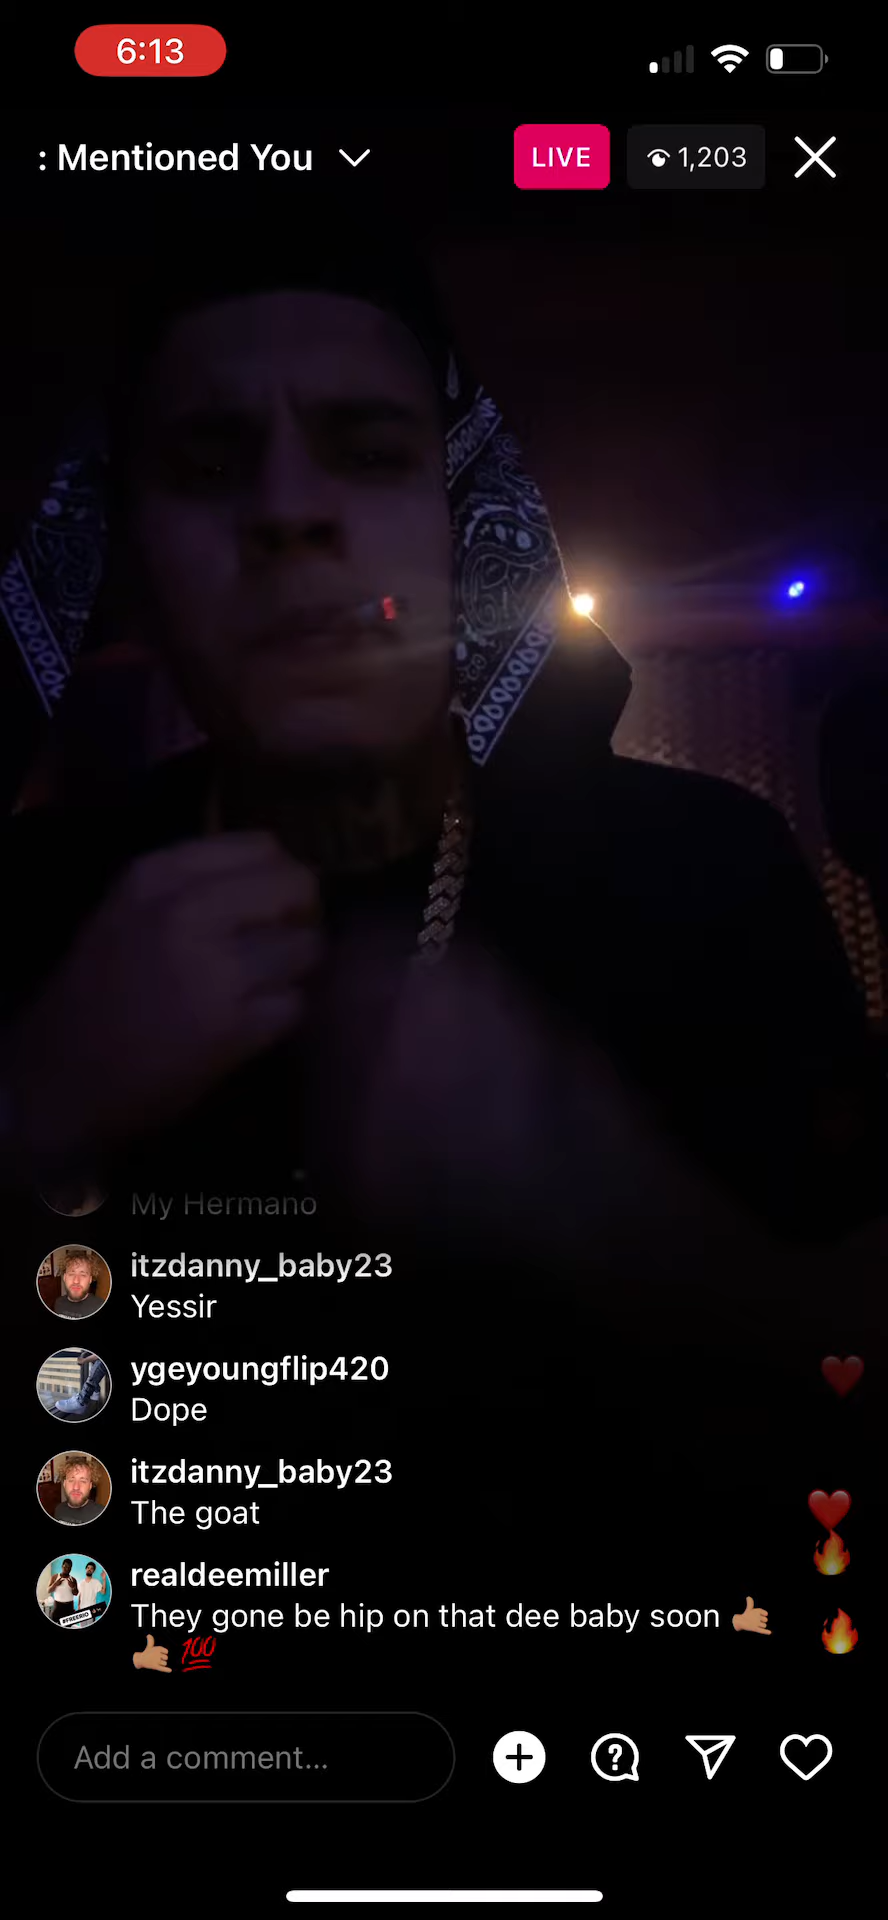 6:13
: Mentioned You
LIVE
1,203
My Hermano
itzdanny_baby23
Yessir
ygeyoungflip420
Dope
itzdanny_baby23
The goat
realdeemiller
They gone be hip on that dee baby soon 🤙🏽
🤙🏽 💯
#FREERIO
Add a comment...